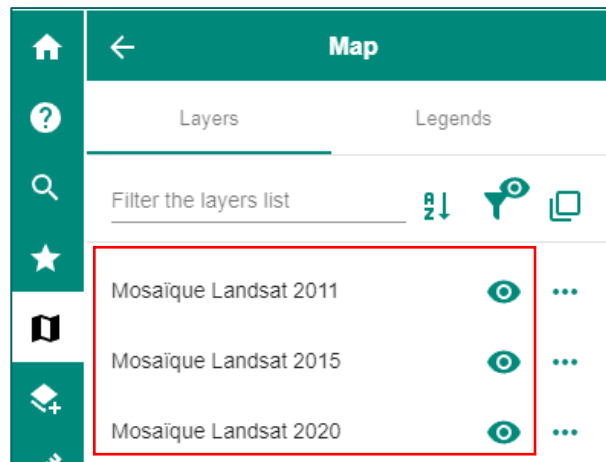 Map
Layers
Legends
Filter the layers list
A
Z
Mosaïque Landsat 2011
Mosaïque Landsat 2015
Mosaïque Landsat 2020